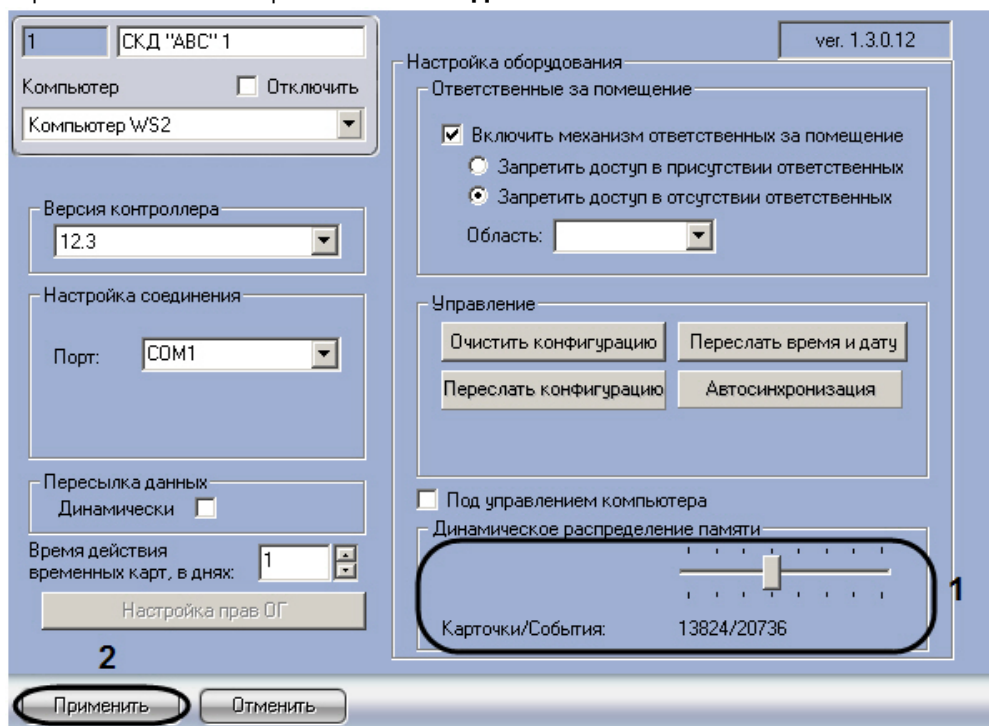 1 СКД "ABC" 1
Компьютер Отключить
Компьютер WS2
Версия контроллера
12.3
Настройка соединения
Порт: COM1
Пересылка данных
Динамически
Время действия
временных карт, в днях: 1
Настройка прав ОГ
2
ver. 1.3.0.12
Настройка оборудования
Ответственные за помещение
Включить механизм ответственных за помещение
Запретить доступ в присутствии ответственных
Запретить доступ в отсутствии ответственных
Область:
Управление
Очистить конфигурацию Переслать время и дату
Переслать конфигурацию Автосинхронизация
Под управлением компьютера
Динамическое распределение памяти
1
Карточки/События: 13824/20736
Применить Отменить